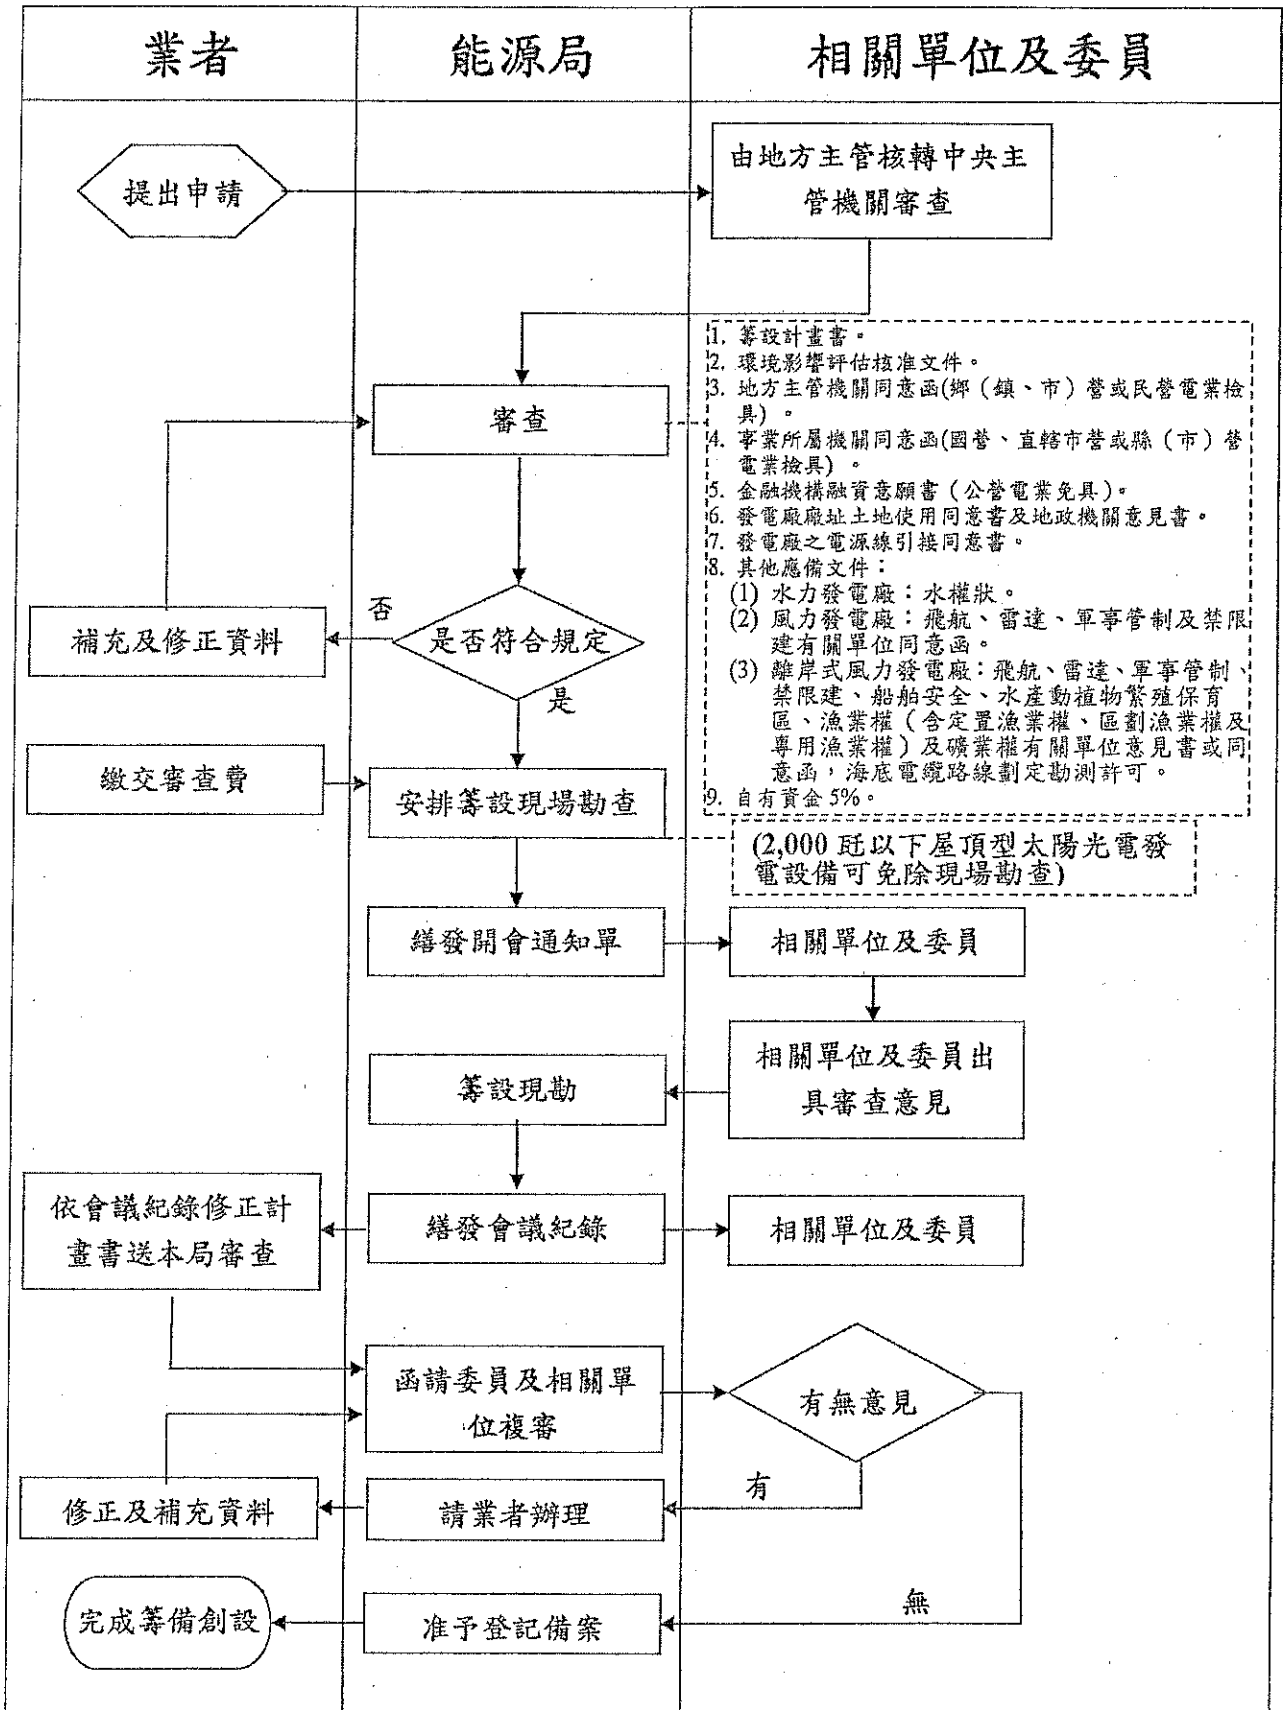 業者
能源局
相關單位及委員
提出申請
由地方主管核轉中央主
管機關審查
審查
1. 籌設計畫書。
2. 環境影響評估核准文件。
3. 地方主管機關同意函(鄉（鎮、市）營或民營電業檢
具）。
4. 事業所屬機關同意函(國營、直轄市營或縣（市）營
電業檢具）。
5. 金融機構融資意願書（公營電業免具）。
6. 發電廠廠址土地使用同意書及地政機關意見書。
7. 發電廠之電源線引接同意書。
8. 其他應備文件：
(1) 水力發電廠：水權狀。
(2) 風力發電廠：飛航、雷達、軍事管制及禁限
建有關單位同意函。
(3) 離岸式風力發電廠：飛航、雷達、軍事管制、
禁限建、船舶安全、水產動植物繁殖保育
區、漁業權（含定置漁業權、區劃漁業權及
專用漁業權）及礦業權有關單位意見書或同
意函，海底電纜路線劃定勘測許可。
9. 自有資金 5%。
否
補充及修正資料
是否符合規定
是
繳交審查費
安排籌設現場勘查
(2,000 瓩以下屋頂型太陽光電發
電設備可免除現場勘查)
繕發開會通知單
相關單位及委員
相關單位及委員出
具審查意見
籌設現勘
依會議紀錄修正計
畫書送本局審查
繕發會議紀錄
相關單位及委員
函請委員及相關單
位複審
有無意見
有
修正及補充資料
請業者辦理
無
完成籌備創設
准予登記備案